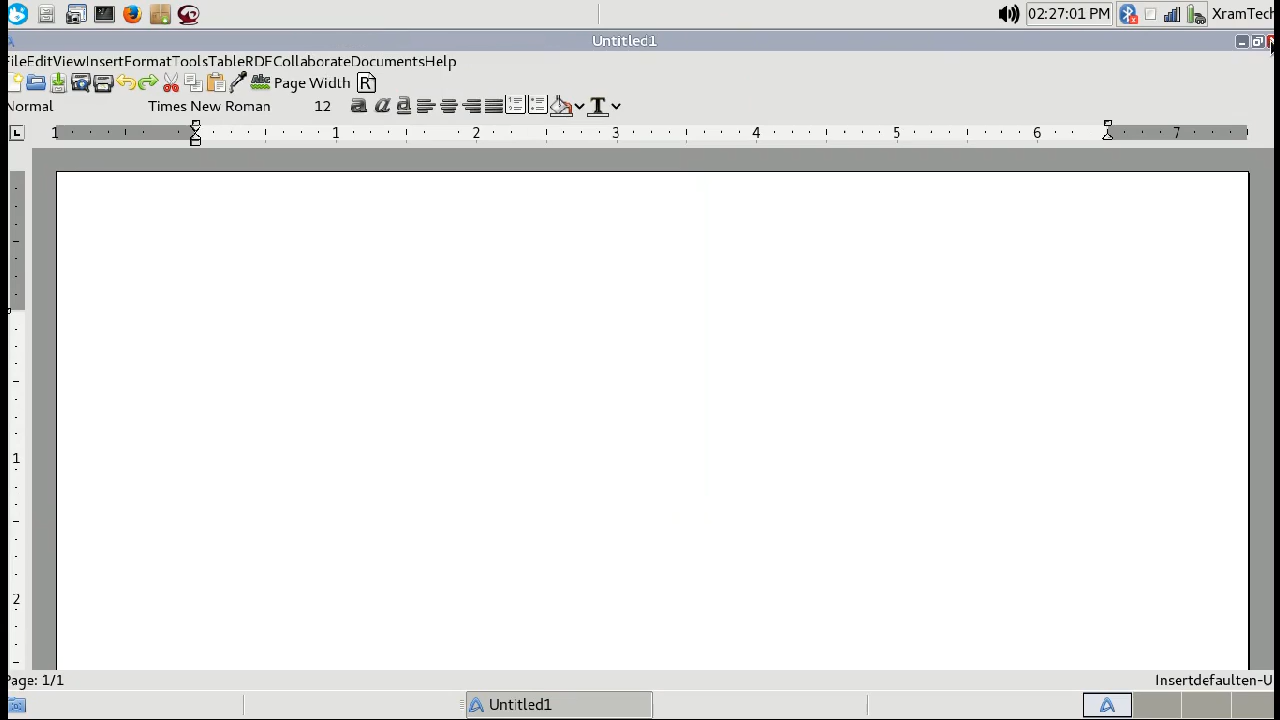 02:27:01 PM XramTech
Untitled1
FileEditViewInsertFormatToolsTableRDFCollaborateDocumentsHelp
Page Width R
Normal Times New Roman 12 a a a T
1 1 2 3 4 5 6 7
1
2
Page: 1/1 Insertdefaulten-U
Untitled1